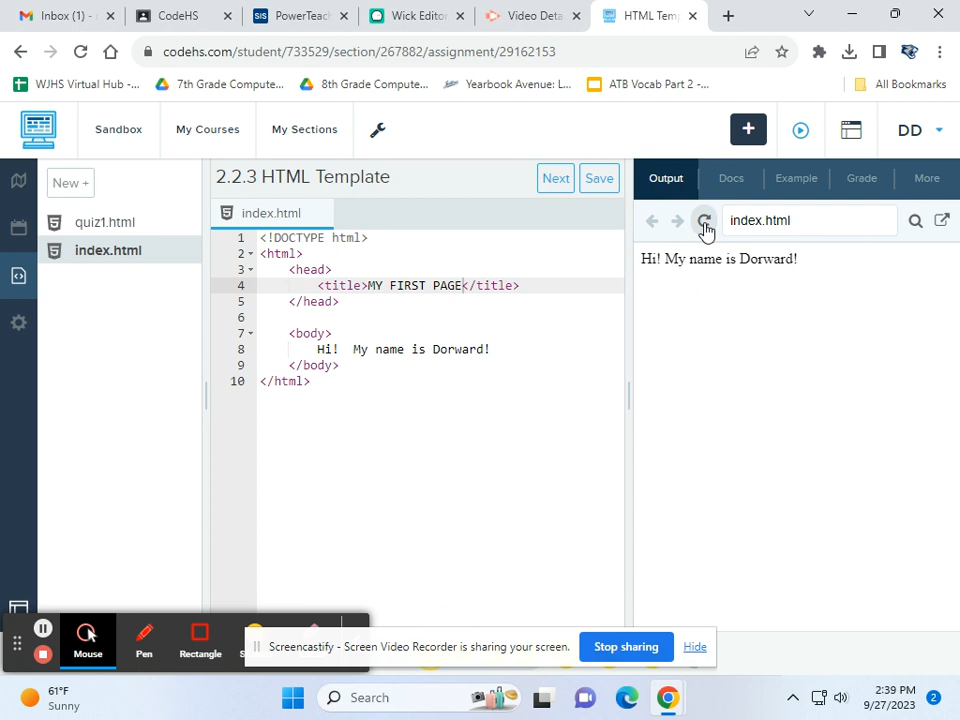 Inbox (1) -
CodeHS
PowerTeac
Wick Editor
Video Deta
HTML Temp
codehs.com/student/733529/section/267882/assignment/29162153
WJHS Virtual Hub -...
7th Grade Compute...
8th Grade Compute...
Yearbook Avenue: L...
ATB Vocab Part 2 -...
All Bookmarks
Sandbox
My Courses
My Sections
DD
New +
2.2.3 HTML Template
Next
Save
Output
Docs
Example
Grade
More
quiz1.html
index.html
index.html
index.html
1 <!DOCTYPE html>
2 <html>
3 <head>
4 <title>MY FIRST PAGE</title>
5 </head>
6
7 <body>
8 Hi!  My name is Dorward!
9 </body>
10 </html>
Hi! My name is Dorward!
Mouse
Pen
Rectangle
Screencastify - Screen Video Recorder is sharing your screen.
Stop sharing
Hide
61°F
Sunny
Search
2:39 PM
9/27/2023
2